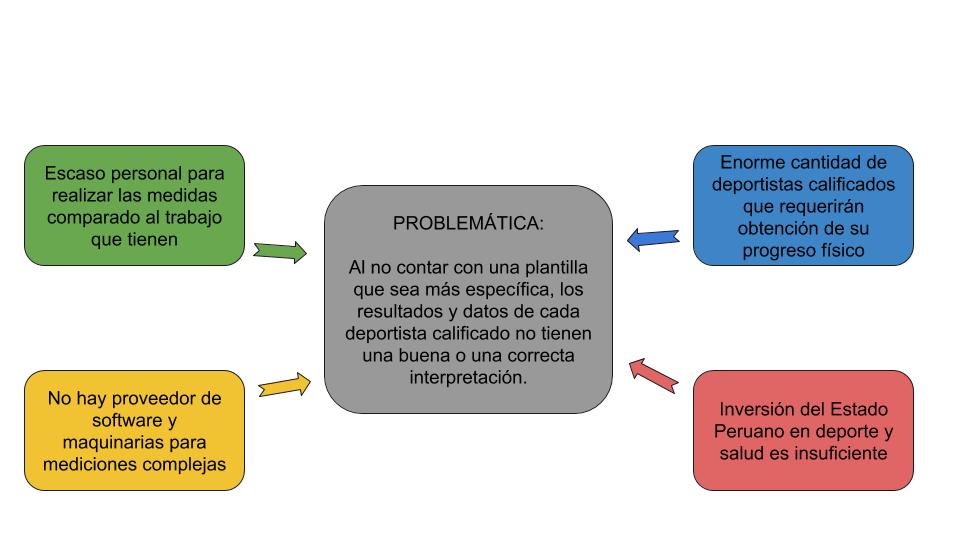 Escaso personal para
realizar las medidas
comparado al trabajo
que tienen
PROBLEMÁTICA:
Al no contar con una plantilla
que sea más específica, los
resultados y datos de cada
deportista calificado no tienen
una buena o una correcta
interpretación.
Enorme cantidad de
deportistas calificados
que requerirán
obtención de su
progreso físico
No hay proveedor de
software y
maquinarias para
mediciones complejas
Inversión del Estado
Peruano en deporte y
salud es insuficiente